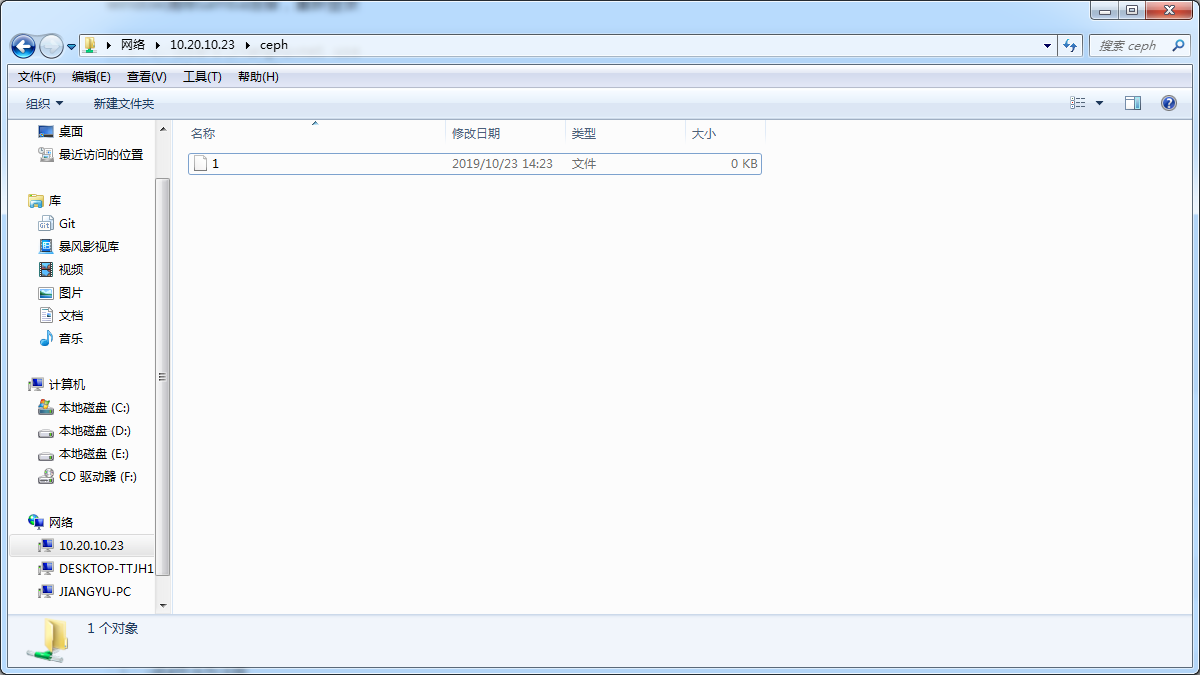 网络 10.20.10.23 ceph
搜索 ceph
文件(F) 编辑(E) 查看(V) 工具(T) 帮助(H)
组织 新建文件夹
桌面
最近访问的位置
库
Git
暴风影视库
视频
图片
文档
音乐
计算机
本地磁盘 (C:)
本地磁盘 (D:)
本地磁盘 (E:)
CD 驱动器 (F:)
网络
10.20.10.23
DESKTOP-TTJH1
JIANGYU-PC
名称 修改日期 类型 大小
1 2019/10/23 14:23 文件 0 KB
1 个对象